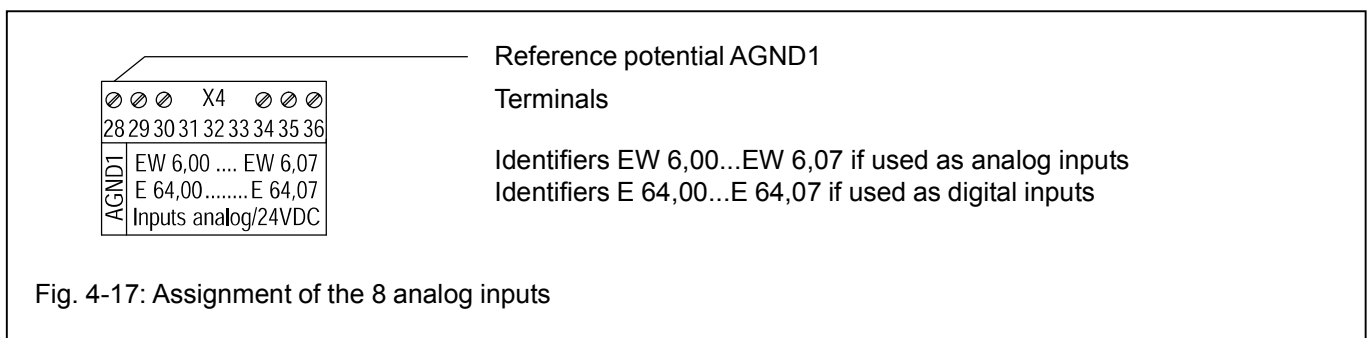 Reference potential AGND1
X4
Terminals
28 29 30 31 32 33 34 35 36
AGND1
EW 6,00 .... EW 6,07
E 64,00........E 64,07
Inputs analog/24VDC
Identifiers EW 6,00...EW 6,07 if used as analog inputs
Identifiers E 64,00...E 64,07 if used as digital inputs
Fig. 4-17: Assignment of the 8 analog inputs